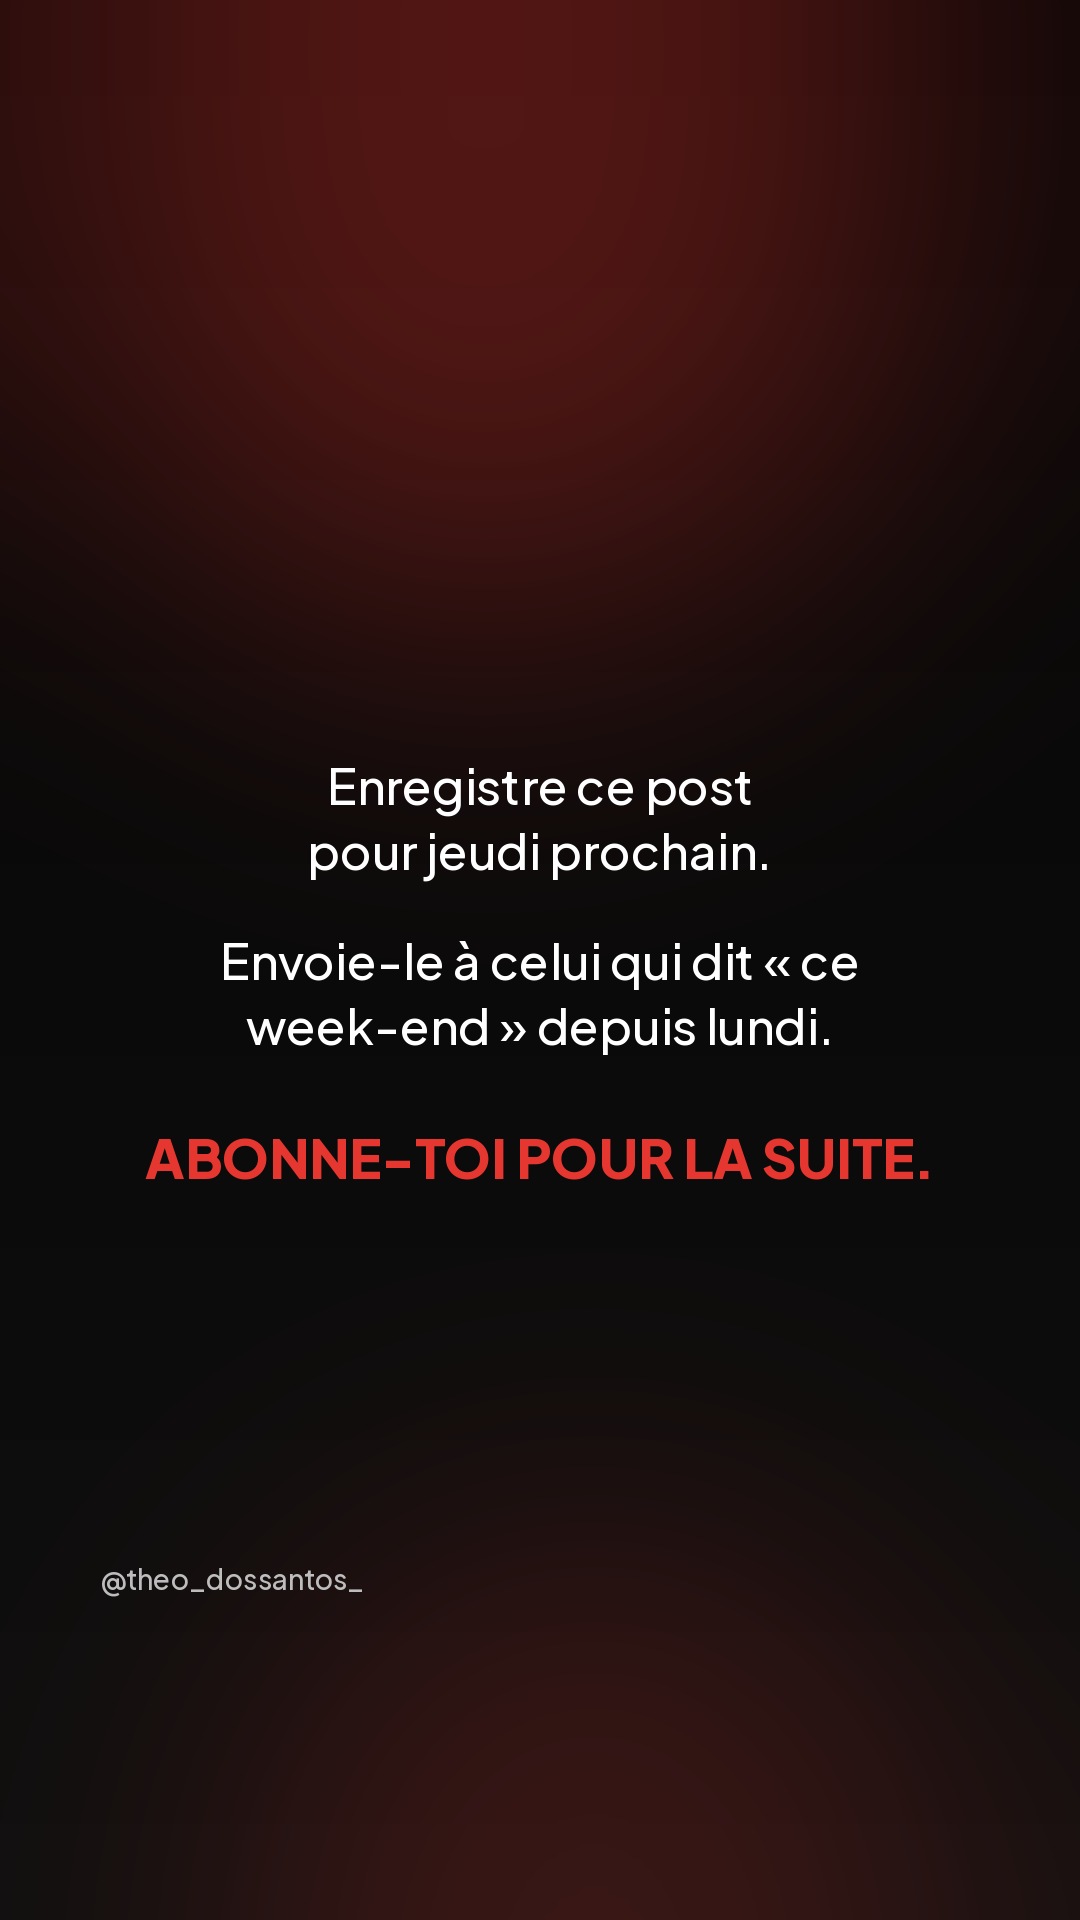 Enregistre ce post
pour jeudi prochain.
Envoie-le à celui qui dit « ce
week-end » depuis lundi.
ABONNE-TOI POUR LA SUITE.
@theo_dossantos_